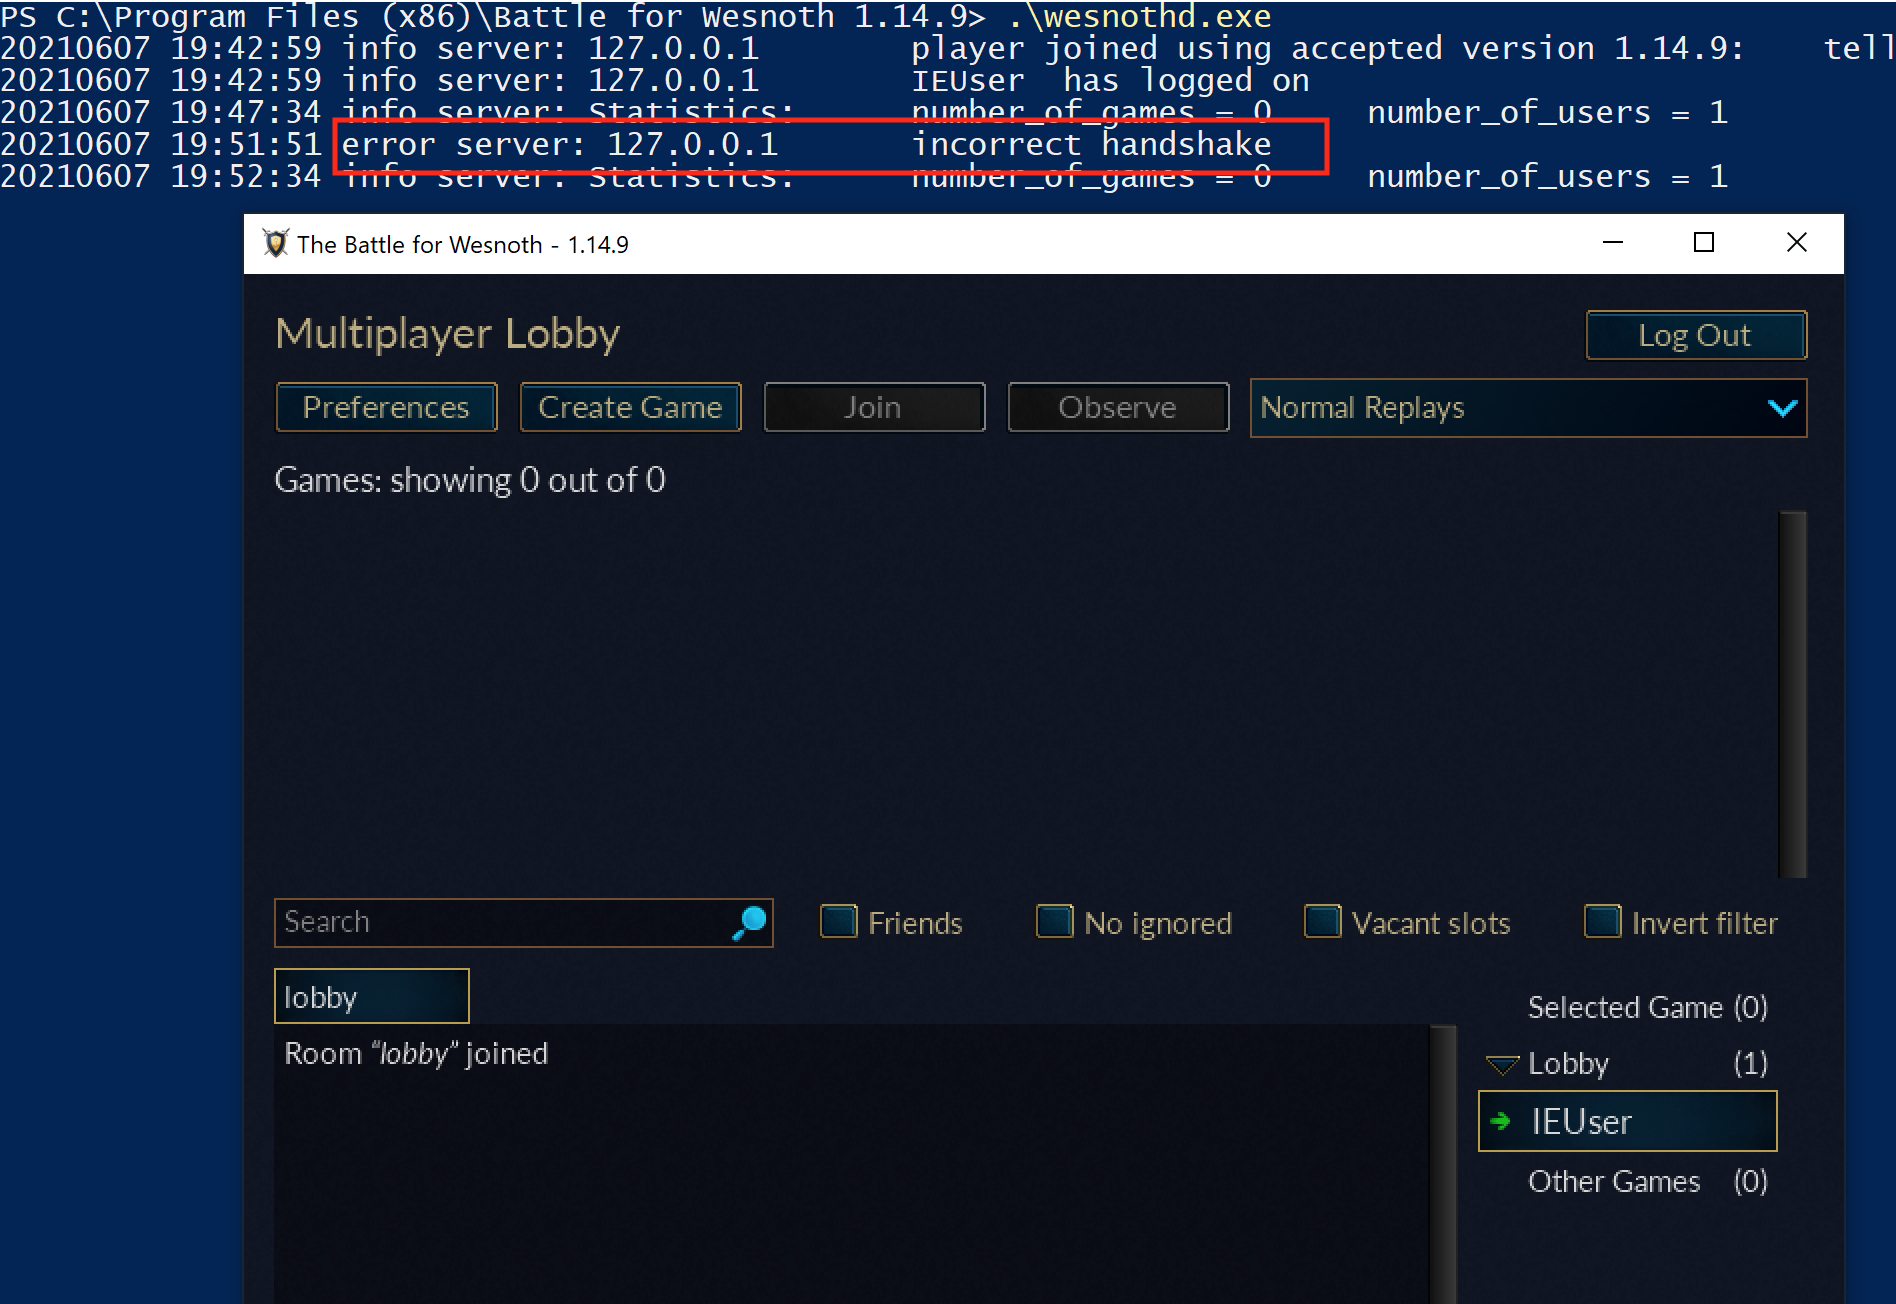 PS C:\Program Files (x86)\Battle for Wesnoth 1.14.9> .\wesnothd.exe
20210607 19:42:59 info server: 127.0.0.1 player joined using accepted version 1.14.9: tell
20210607 19:42:59 info server: 127.0.0.1 IEUser has logged on
20210607 19:47:34 info server: Statistics: number_of_games = 0 number_of_users = 1
20210607 19:51:51 error server: 127.0.0.1 incorrect handshake
20210607 19:52:34 info server: Statistics: number_of_games = 0 number_of_users = 1
The Battle for Wesnoth - 1.14.9
Multiplayer Lobby
Log Out
Preferences
Create Game
Join
Observe
Normal Replays
Games: showing 0 out of 0
Search
Friends
No ignored
Vacant slots
Invert filter
lobby
Room “lobby” joined
Selected Game (0)
Lobby (1)
IEUser
Other Games (0)